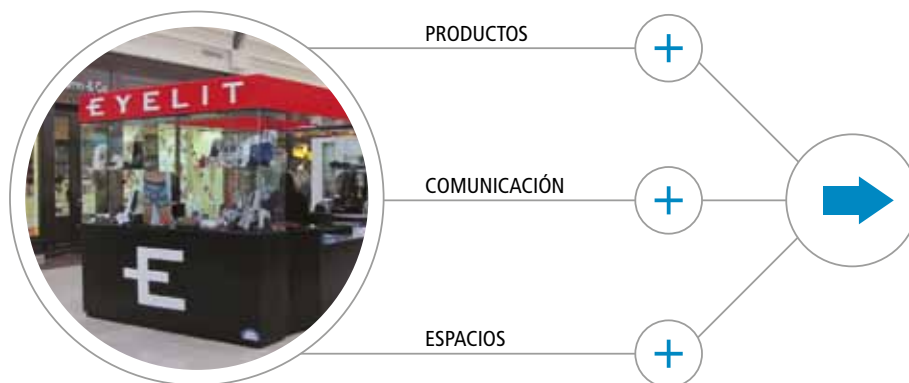 PRODUCTOS
EYELIT
COMUNICACIÓN
E
ESPACIOS